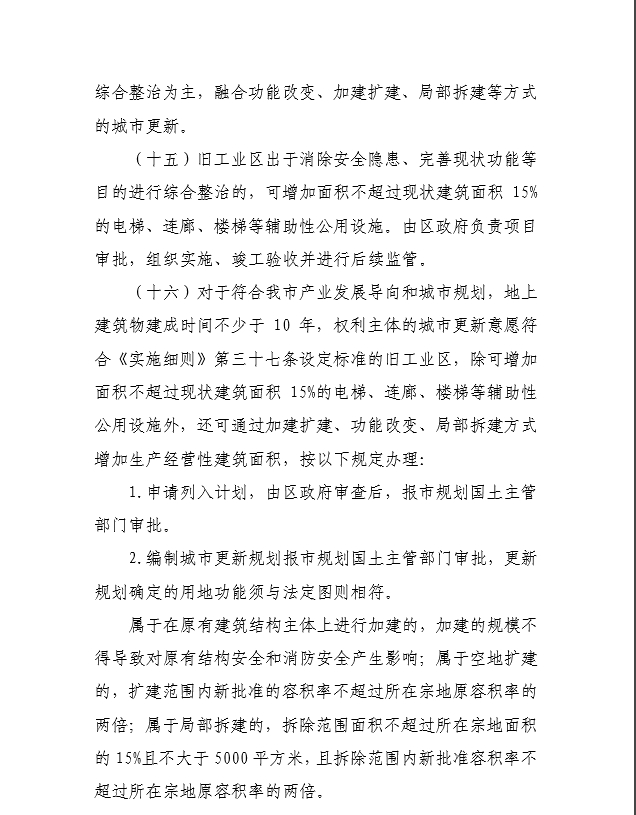 综合整治为主，融合功能改变、加建扩建、局部拆建等方式
的城市更新。
（十五）旧工业区出于消除安全隐患、完善现状功能等
目的进行综合整治的，可增加面积不超过现状建筑面积 15%
的电梯、连廊、楼梯等辅助性公用设施。由区政府负责项目
审批，组织实施、竣工验收并进行后续监管。
（十六）对于符合我市产业发展导向和城市规划，地上
建筑物建成时间不少于 10 年，权利主体的城市更新意愿符
合《实施细则》第三十七条设定标准的旧工业区，除可增加
面积不超过现状建筑面积 15%的电梯、连廊、楼梯等辅助性
公用设施外，还可通过加建扩建、功能改变、局部拆建方式
增加生产经营性建筑面积，按以下规定办理：
1.申请列入计划，由区政府审查后，报市规划国土主管
部门审批。
2.编制城市更新规划报市规划国土主管部门审批，更新
规划确定的用地功能须与法定图则相符。
属于在原有建筑结构主体上进行加建的，加建的规模不
得导致对原有结构安全和消防安全产生影响；属于空地扩建
的，扩建范围内新批准的容积率不超过所在宗地原容积率的
两倍；属于局部拆建的，拆除范围面积不超过所在宗地面积
的 15%且不大于 5000 平方米，且拆除范围内新批准容积率不
超过所在宗地原容积率的两倍。